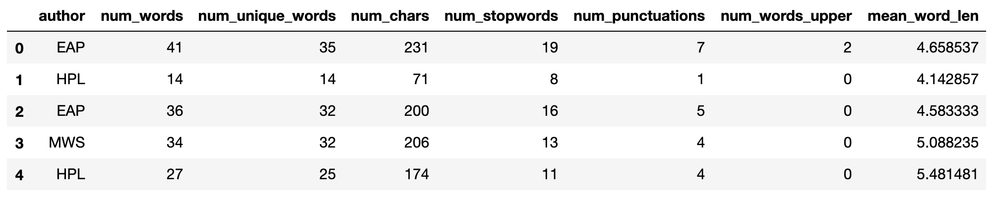 author num_words num_unique_words num_chars num_stopwords num_punctuations num_words_upper mean_word_len
0 EAP 41 35 231 19 7 2 4.658537
1 HPL 14 14 71 8 1 0 4.142857
2 EAP 36 32 200 16 5 0 4.583333
3 MWS 34 32 206 13 4 0 5.088235
4 HPL 27 25 174 11 4 0 5.481481